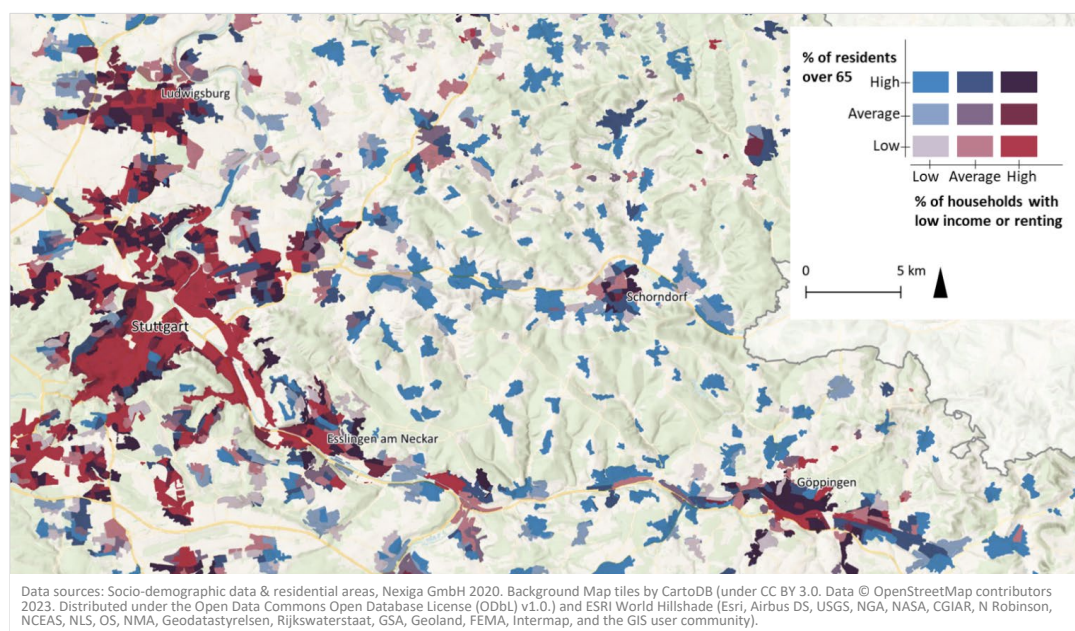 % of residents
over 65
High
Average
Low
Low Average High
% of households with
low income or renting
0 5 km
Ludwigsburg
Schorndorf
Stuttgart
Esslingen am Neckar
Göppingen
Data sources: Socio-demographic data & residential areas, Nexiga GmbH 2020. Background Map tiles by CartoDB (under CC BY 3.0. Data © OpenStreetMap contributors
2023. Distributed under the Open Data Commons Open Database License (ODbL) v1.0.) and ESRI World Hillshade (Esri, Airbus DS, USGS, NGA, NASA, CGIAR, N Robinson,
NCEAS, NLS, OS, NMA, Geodatastyrelsen, Rijkswaterstaat, GSA, Geoland, FEMA, Intermap, and the GIS user community).